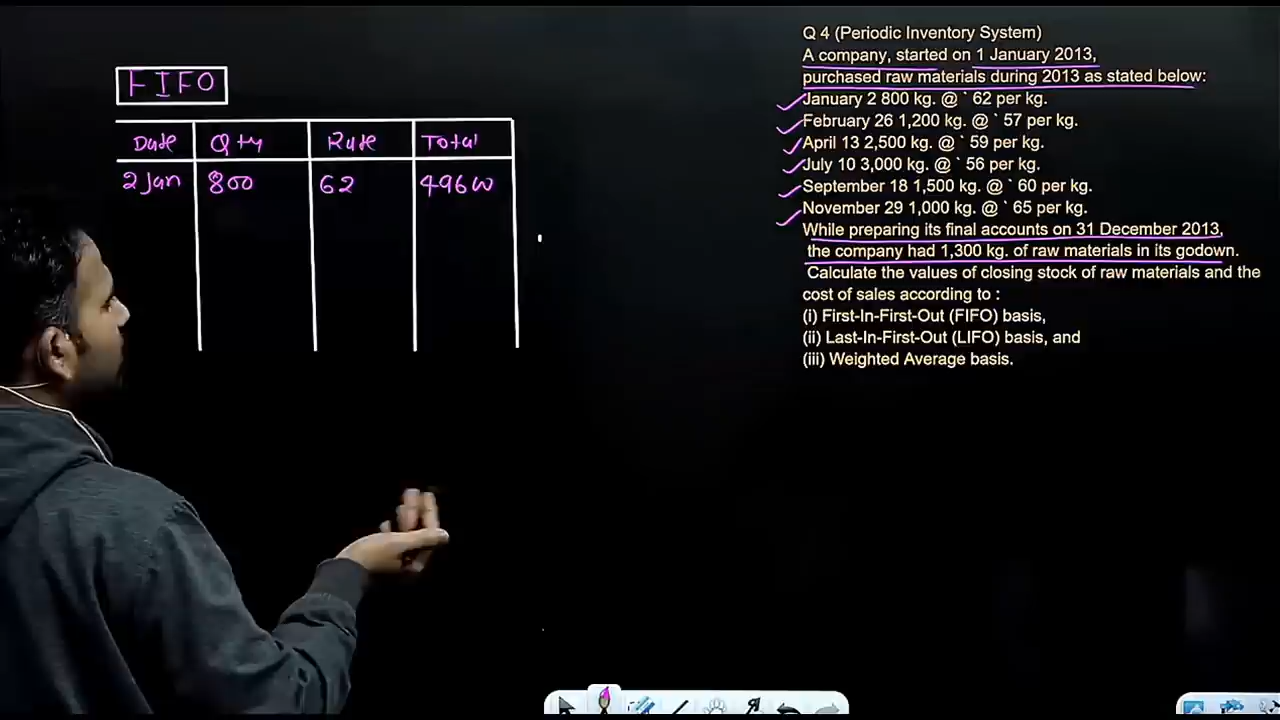 FIFO
Date Qty Rate Total
2 Jan 800 62 49600
Q 4 (Periodic Inventory System)
A company, started on 1 January 2013,
purchased raw materials during 2013 as stated below:
January 2 800 kg. @ ` 62 per kg.
February 26 1,200 kg. @ ` 57 per kg.
April 13 2,500 kg. @ ` 59 per kg.
July 10 3,000 kg. @ ` 56 per kg.
September 18 1,500 kg. @ ` 60 per kg.
November 29 1,000 kg. @ ` 65 per kg.
While preparing its final accounts on 31 December 2013,
the company had 1,300 kg. of raw materials in its godown.
Calculate the values of closing stock of raw materials and the
cost of sales according to :
(i) First-In-First-Out (FIFO) basis,
(ii) Last-In-First-Out (LIFO) basis, and
(iii) Weighted Average basis.